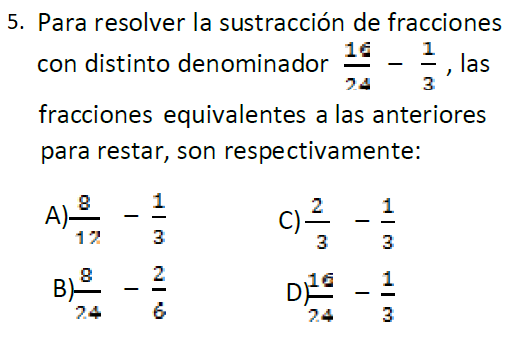 5. Para resolver la sustracción de fracciones
con distinto denominador 16/24 − 1/3 , las
fracciones equivalentes a las anteriores
para restar, son respectivamente:
A) 8/12 − 1/3
C) 2/3 − 1/3
B) 8/24 − 2/6
D) 16/24 − 1/3